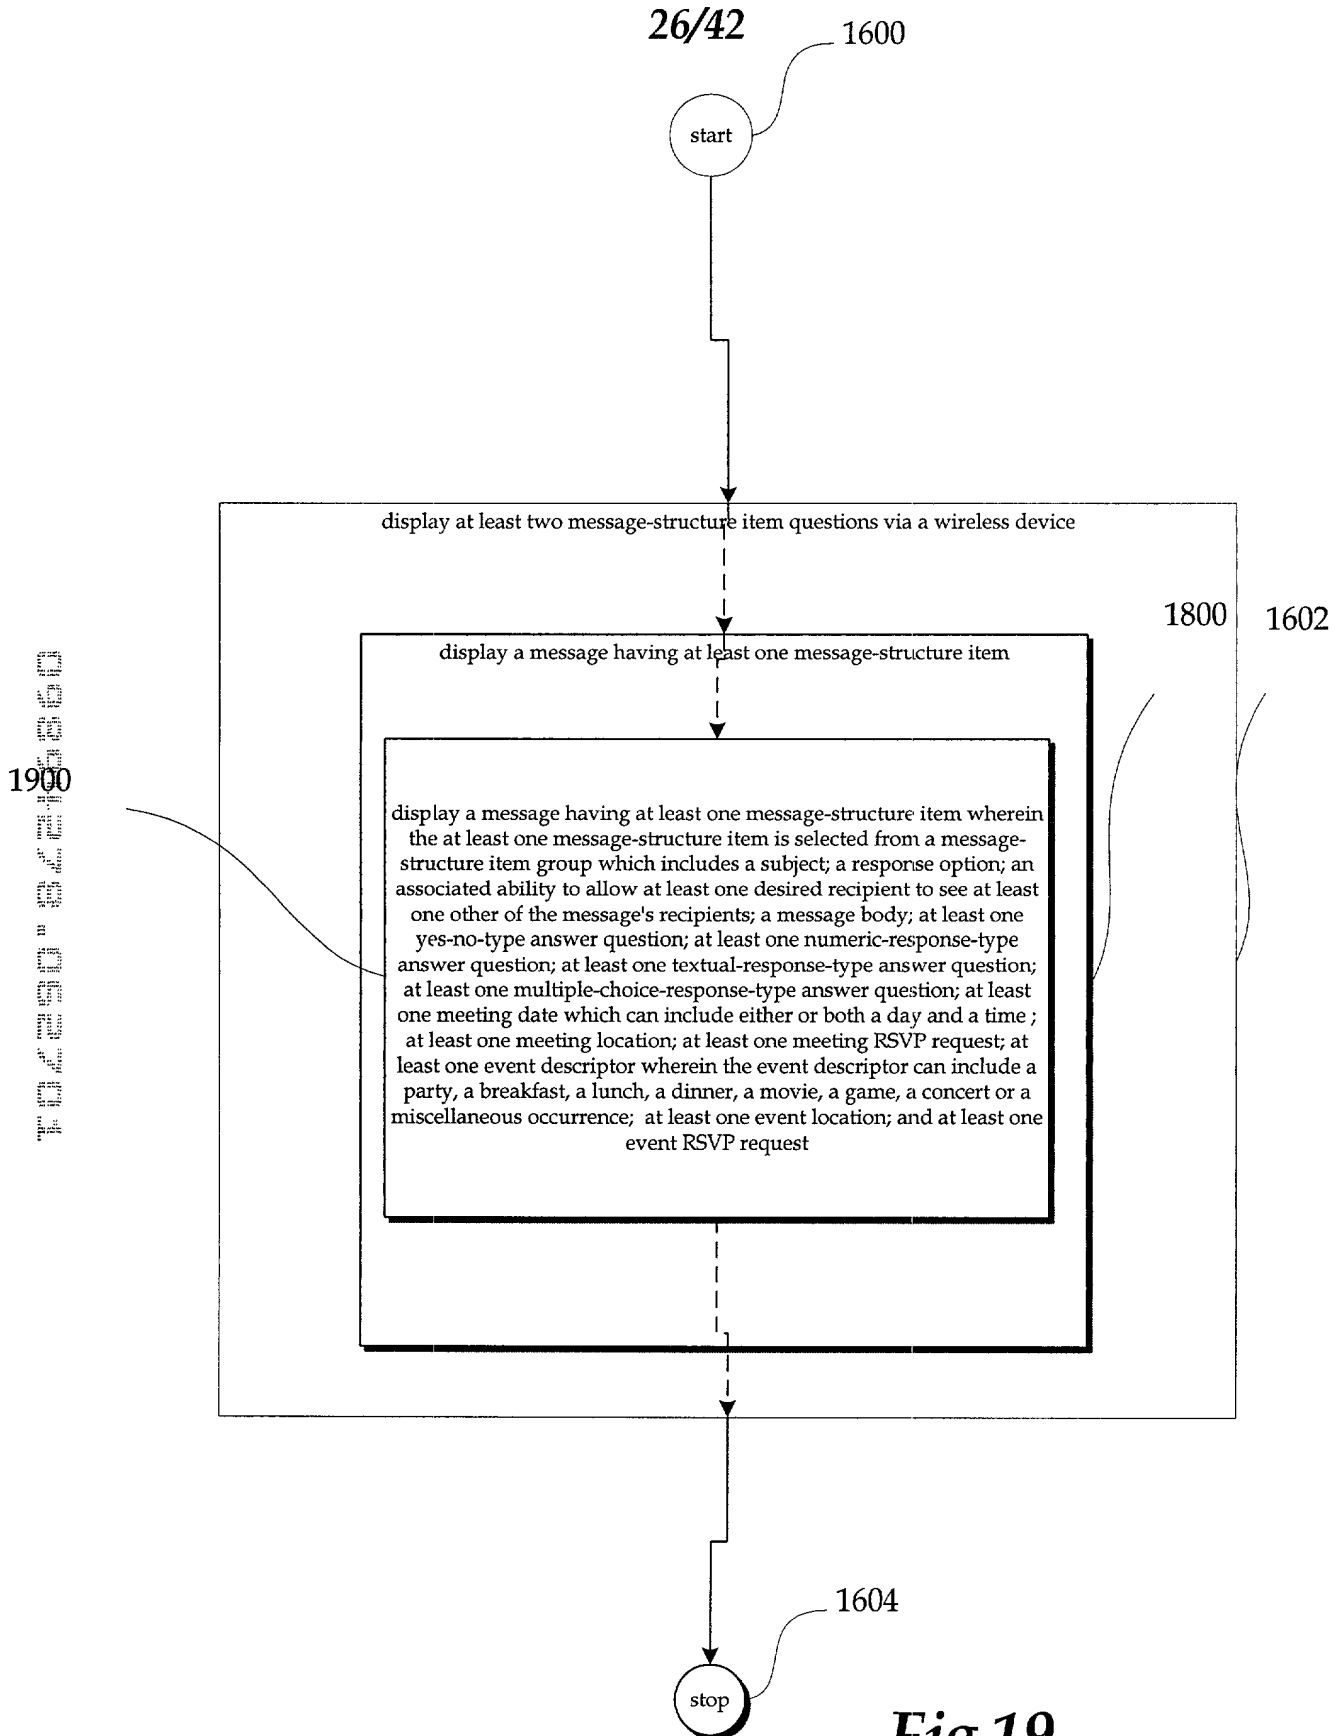 26/42
1600
start
display at least two message-structure item questions via a wireless device
1800
1602
display a message having at least one message-structure item
1900
display a message having at least one message-structure item wherein
the at least one message-structure item is selected from a message-
structure item group which includes a subject; a response option; an
associated ability to allow at least one desired recipient to see at least
one other of the message's recipients; a message body; at least one
yes-no-type answer question; at least one numeric-response-type
answer question; at least one textual-response-type answer question;
at least one multiple-choice-response-type answer question; at least
one meeting date which can include either or both a day and a time ;
at least one meeting location; at least one meeting RSVP request; at
least one event descriptor wherein the event descriptor can include a
party, a breakfast, a lunch, a dinner, a movie, a game, a concert or a
miscellaneous occurrence; at least one event location; and at least one
event RSVP request
1604
stop
Fig 19